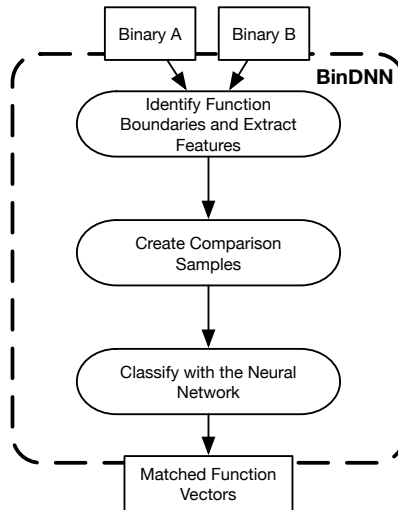 Binary A
Binary B
BinDNN
Identify Function
Boundaries and Extract
Features
Create Comparison
Samples
Classify with the Neural
Network
Matched Function
Vectors